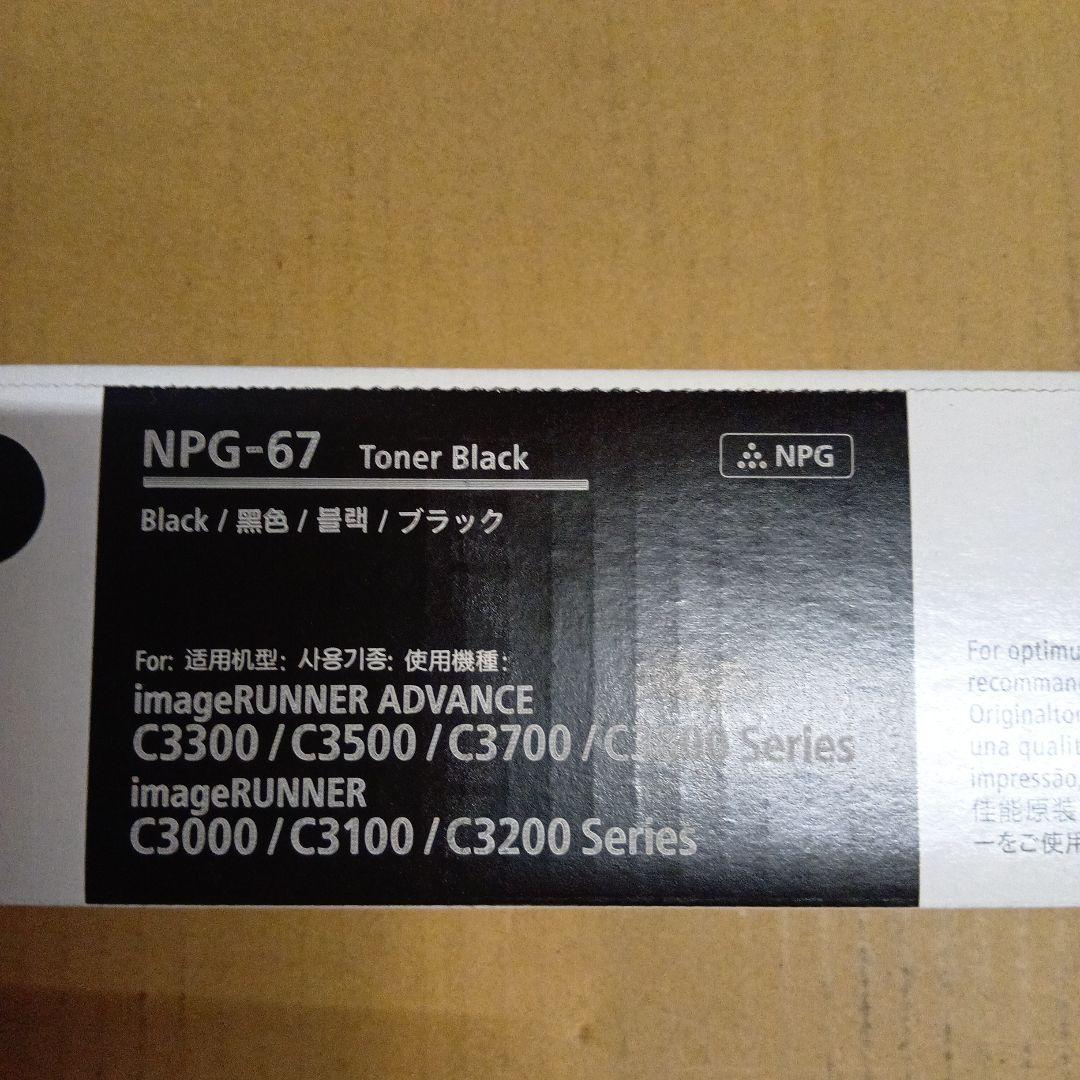 NPG-67 Toner Black
NPG
Black / 黑色 / 블랙 / ブラック
For: 适用机型: 사용기종: 使用機種:
imageRUNNER ADVANCE
C3300 / C3500 / C3700 / Series
imageRUNNER
C3000 / C3100 / C3200 Series
For optimu
recomman
Originalto
una qualit
impressão,
佳能原装
ーをご使用